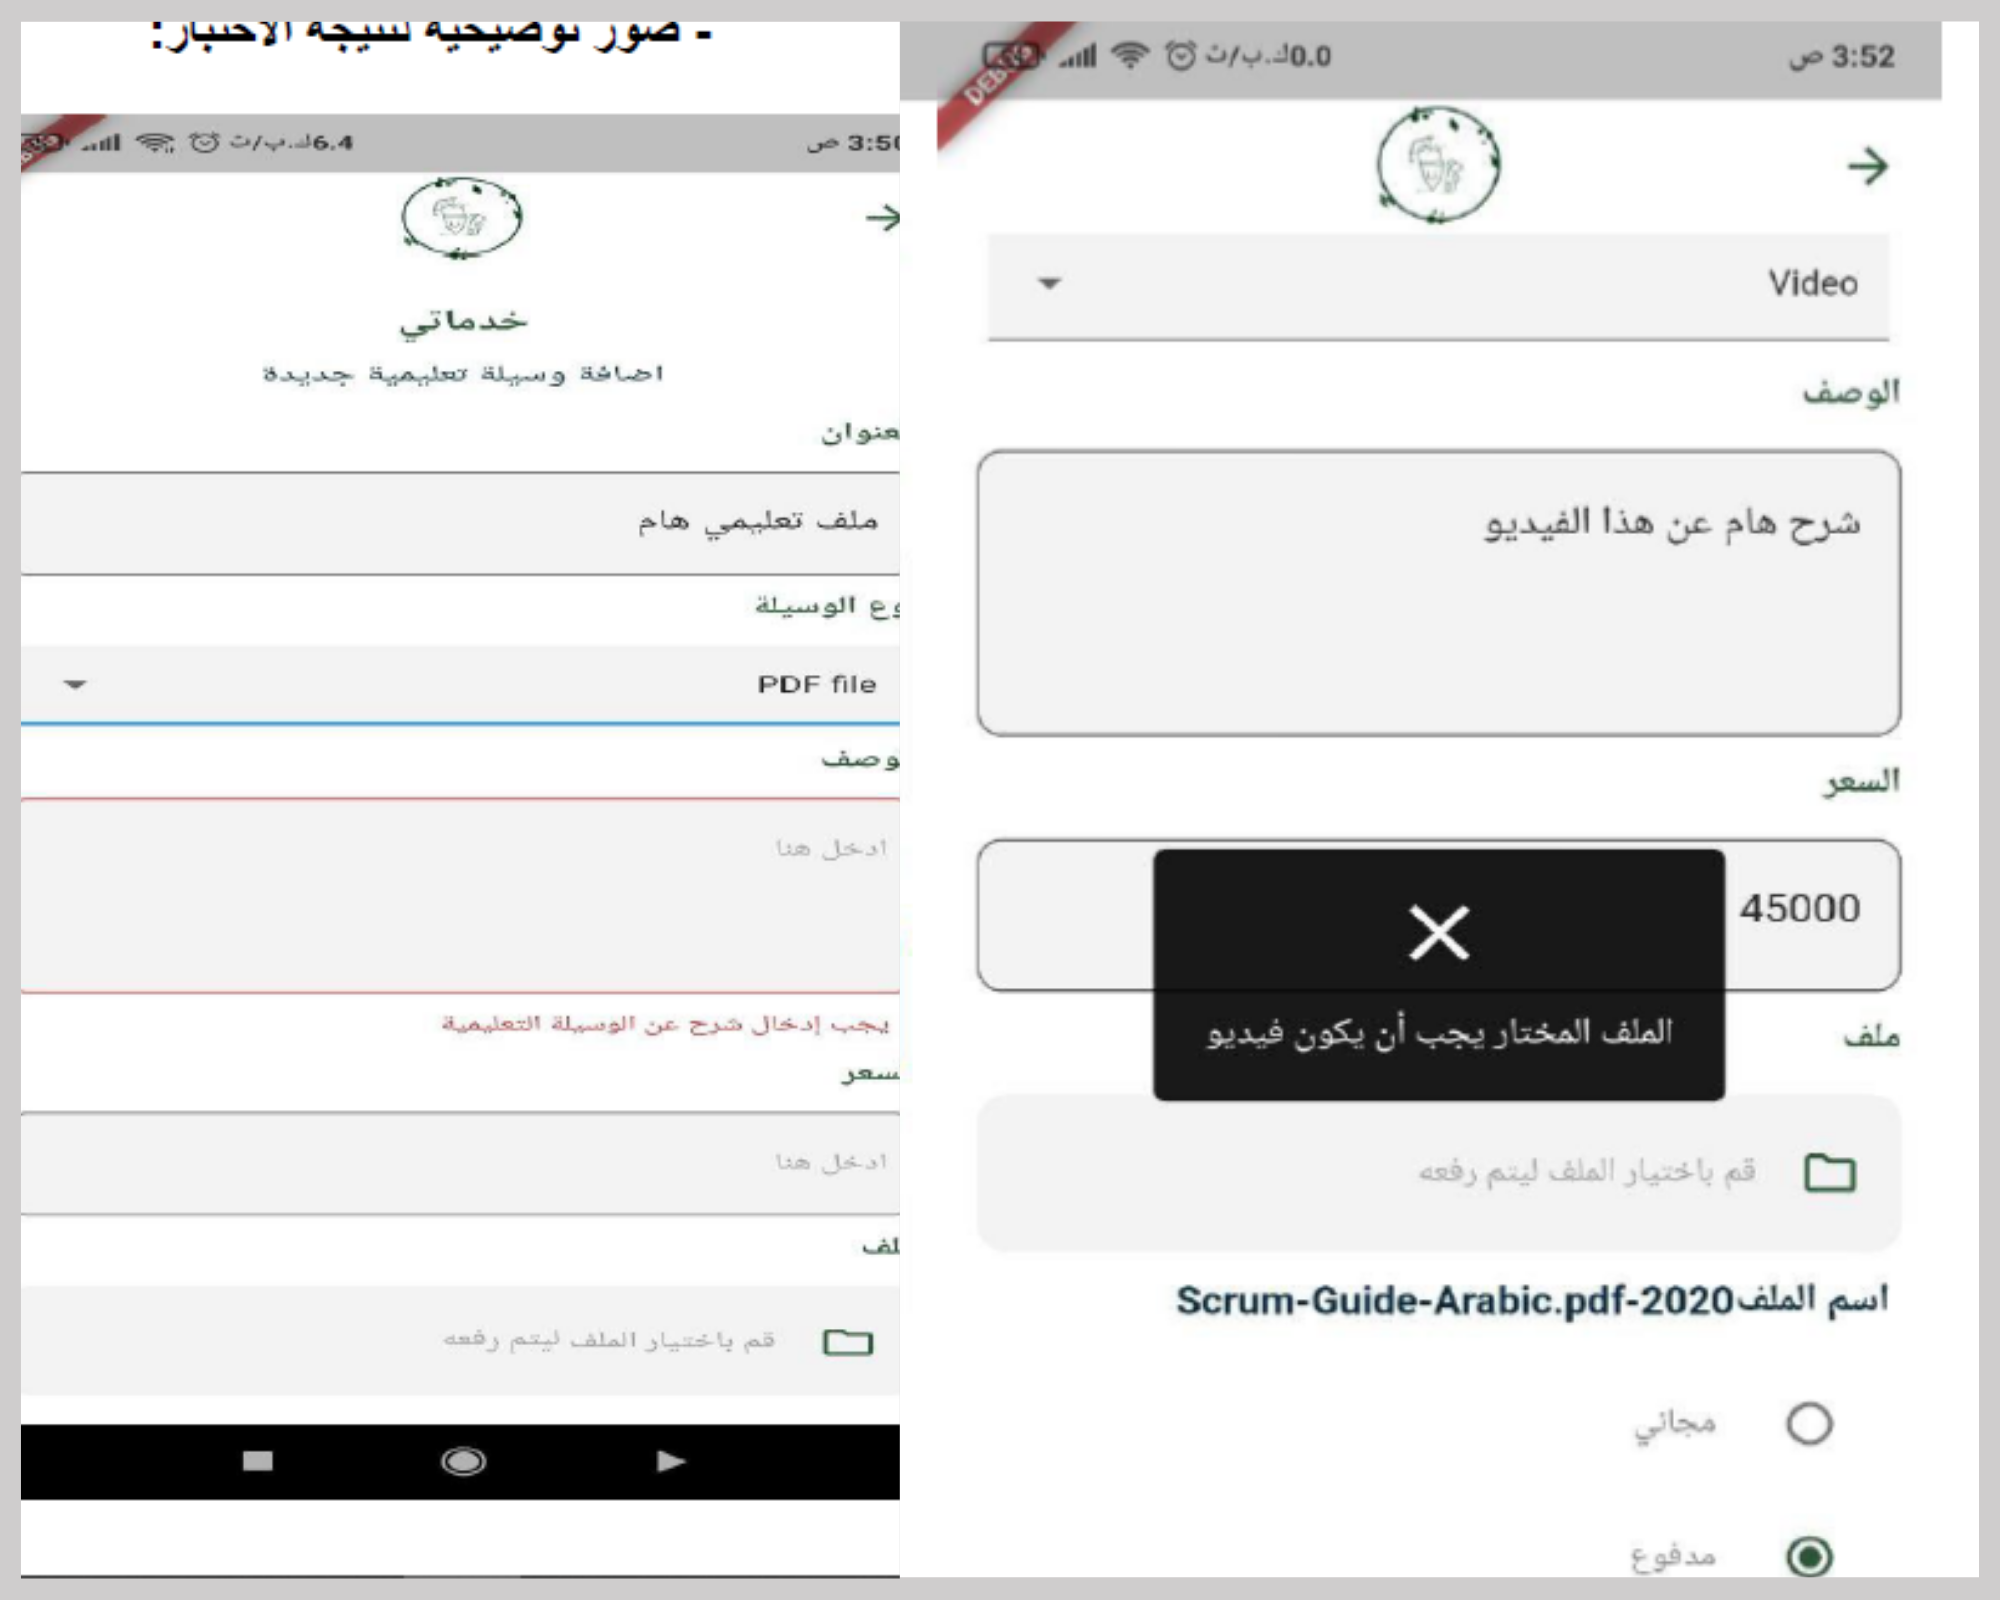 - صور توضيحية لنتيجة الاختبار:
3:50 ص
6.4ك.ب/ث
خدماتي
اضافة وسيلة تعليمية جديدة
عنوان
ملف تعليمي هام
وع الوسيلة
PDF file
وصف
ادخل هنا
يجب إدخال شرح عن الوسيلة التعليمية
سعر
ادخل هنا
لف
قم باختيار الملف ليتم رفعه
3:52 ص
0.0ك.ب/ث
DEBUG
Video
الوصف
شرح هام عن هذا الفيديو
السعر
45000
الملف المختار يجب أن يكون فيديو
ملف
قم باختيار الملف ليتم رفعه
اسم الملف2020-Scrum-Guide-Arabic.pdf
مجاني
مدفوع